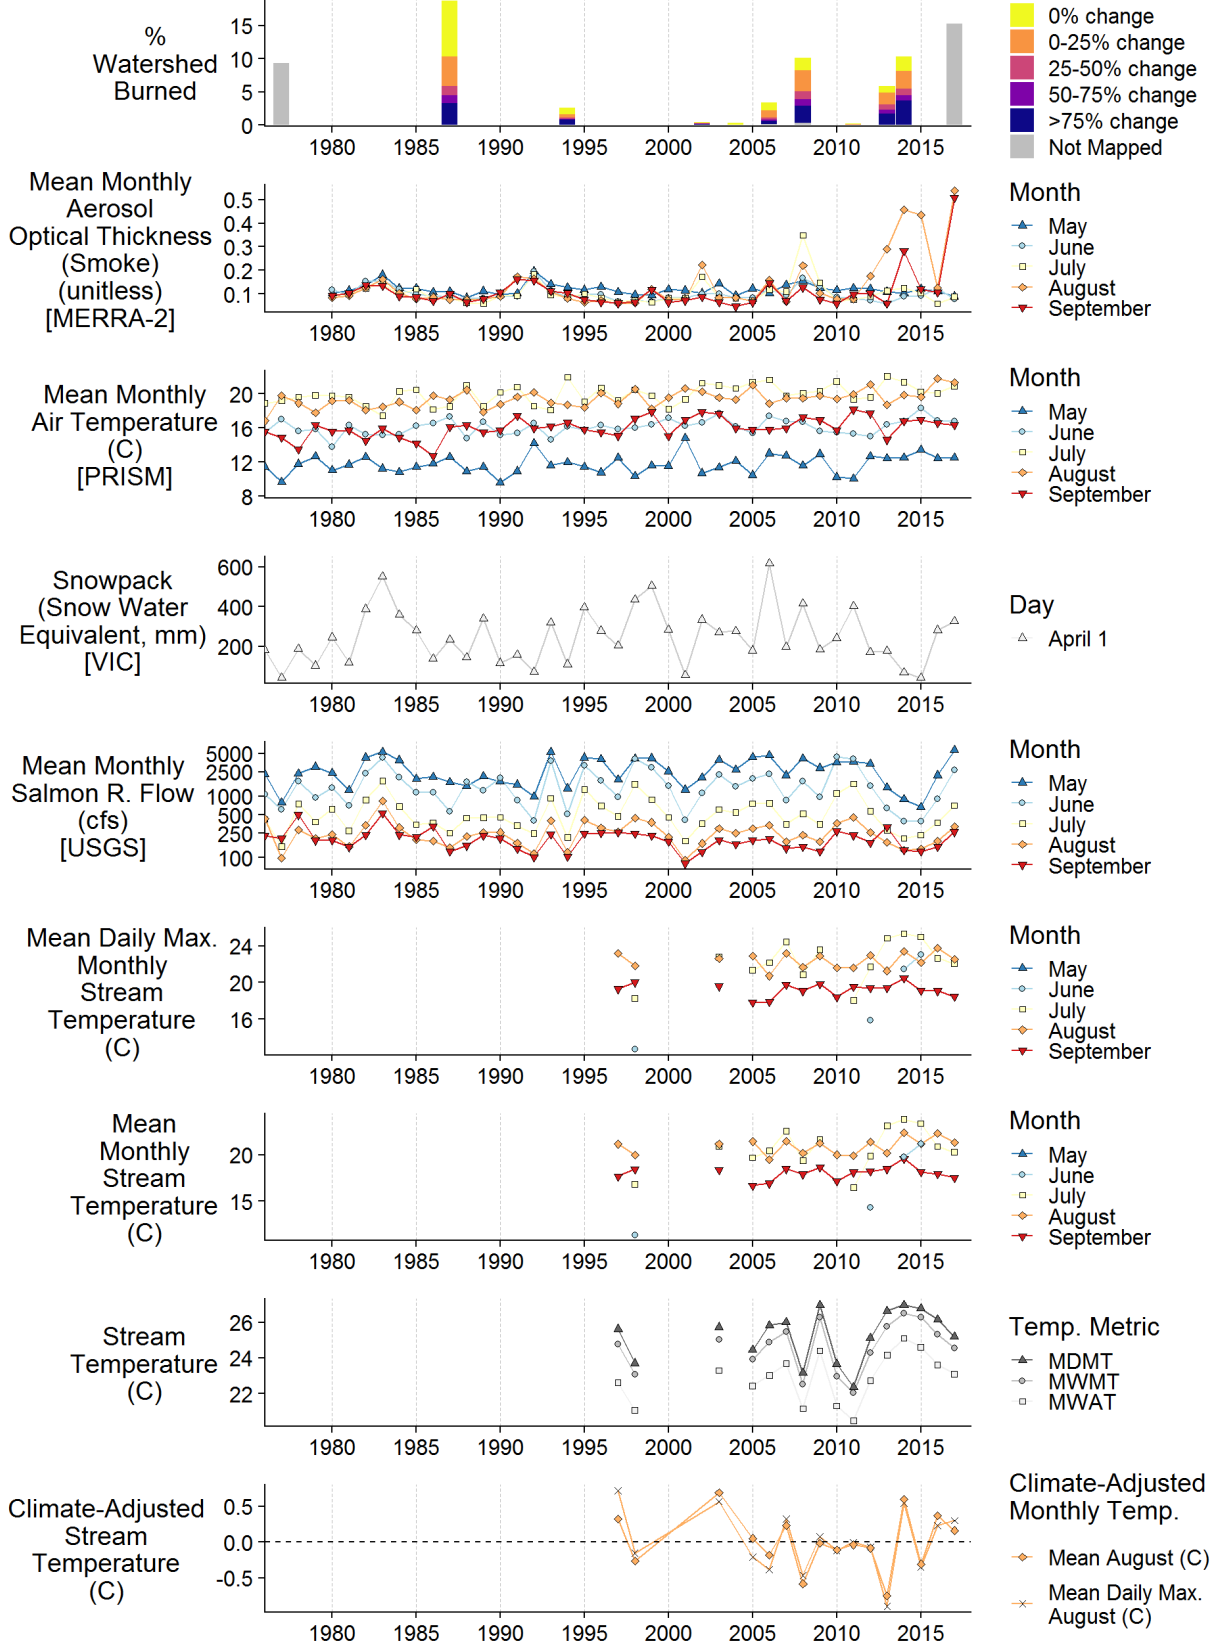 %
Watershed
Burned
15
10
5
0
1980 1985 1990 1995 2000 2005 2010 2015
0% change
0-25% change
25-50% change
50-75% change
>75% change
Not Mapped
Mean Monthly
Aerosol
Optical Thickness
(Smoke)
(unitless)
[MERRA-2]
0.5
0.4
0.3
0.2
0.1
1980 1985 1990 1995 2000 2005 2010 2015
Month
May
June
July
August
September
Mean Monthly
Air Temperature
(C)
[PRISM]
20
16
12
8
1980 1985 1990 1995 2000 2005 2010 2015
Month
May
June
July
August
September
Snowpack
(Snow Water
Equivalent, mm)
[VIC]
600
400
200
1980 1985 1990 1995 2000 2005 2010 2015
Day
April 1
Mean Monthly
Salmon R. Flow
(cfs)
[USGS]
5000
2500
1000
500
250
100
1980 1985 1990 1995 2000 2005 2010 2015
Month
May
June
July
August
September
Mean Daily Max.
Monthly
Stream
Temperature
(C)
24
20
16
1980 1985 1990 1995 2000 2005 2010 2015
Month
May
June
July
August
September
Mean
Monthly
Stream
Temperature
(C)
20
15
1980 1985 1990 1995 2000 2005 2010 2015
Month
May
June
July
August
September
Stream
Temperature
(C)
26
24
22
1980 1985 1990 1995 2000 2005 2010 2015
Temp. Metric
MDMT
MWMT
MWAT
Climate-Adjusted
Stream
Temperature
(C)
0.5
0.0
-0.5
1980 1985 1990 1995 2000 2005 2010 2015
Climate-Adjusted
Monthly Temp.
Mean August (C)
Mean Daily Max.
August (C)